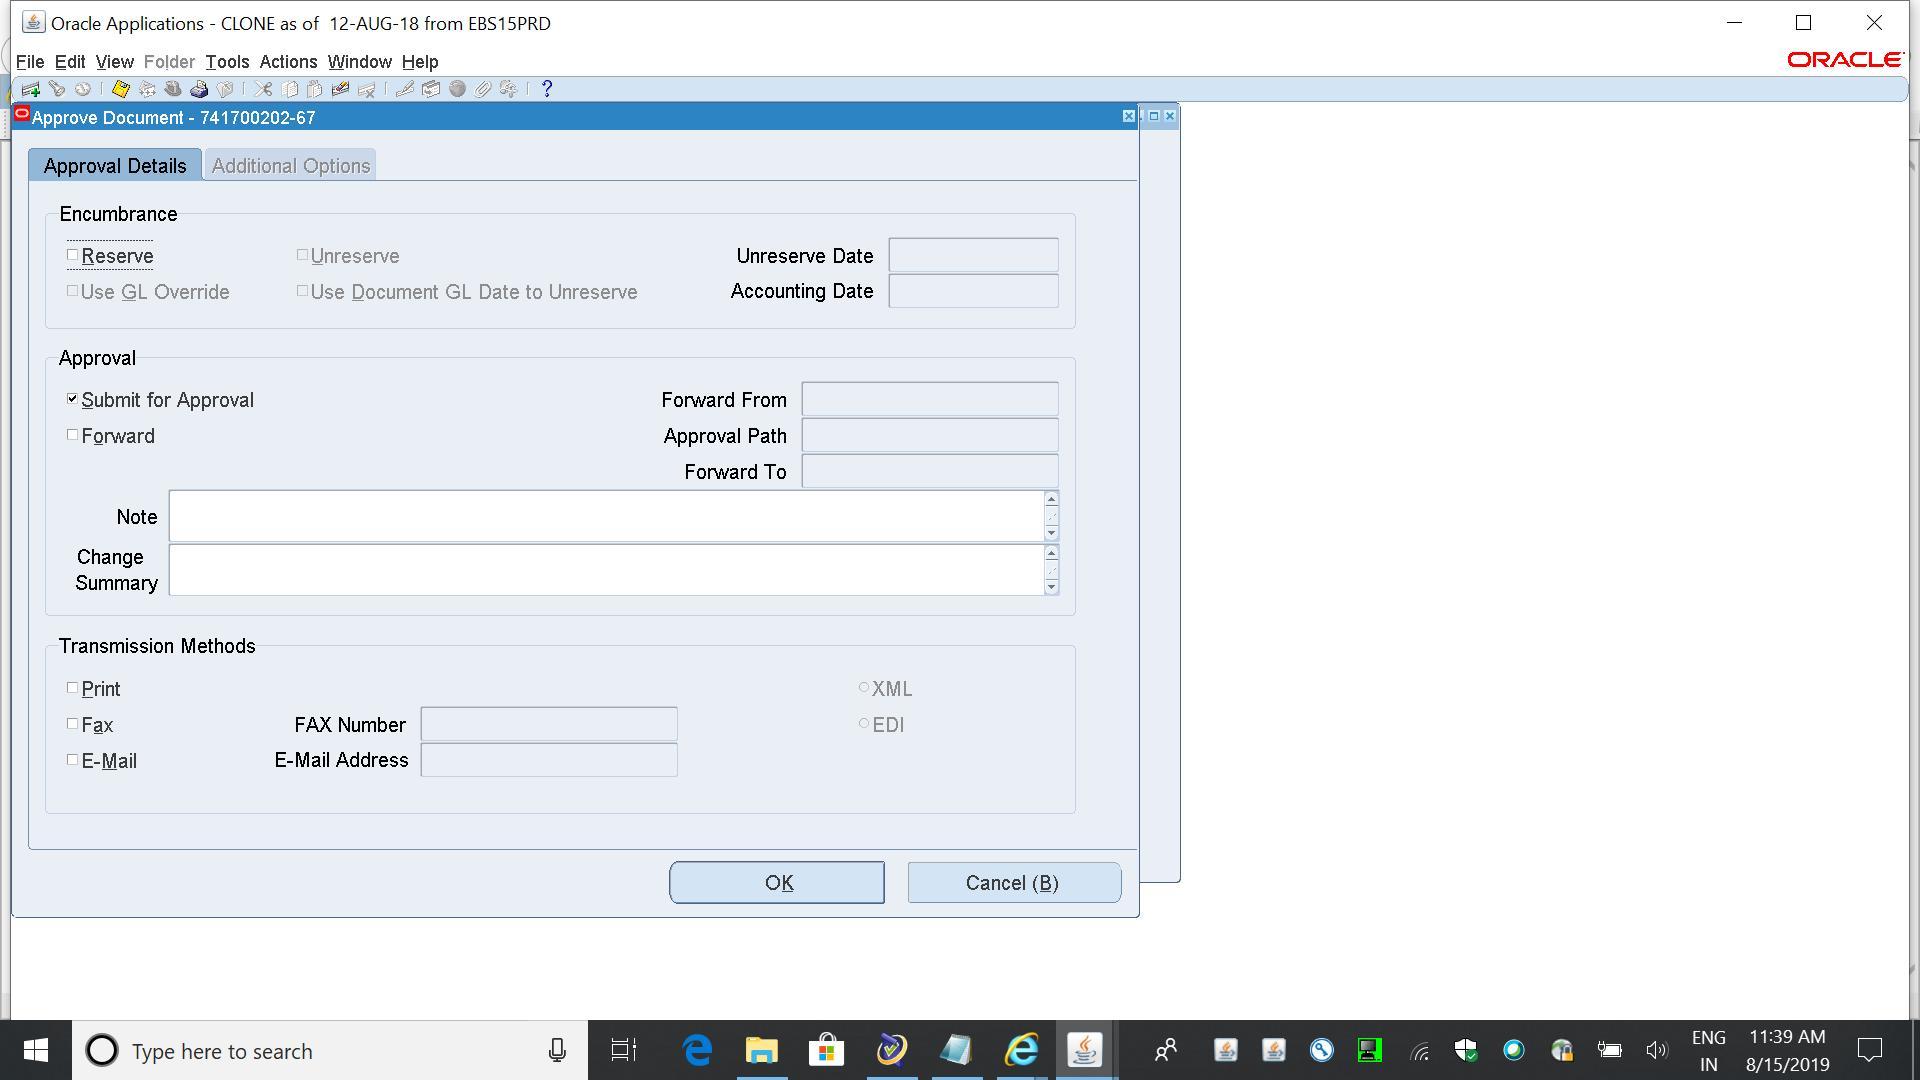 Oracle Applications - CLONE as of  12-AUG-18 from EBS15PRD
File Edit View Folder Tools Actions Window Help
ORACLE
Approve Document - 741700202-67
Approval Details Additional Options
Encumbrance
Reserve Unreserve Unreserve Date
Use GL Override Use Document GL Date to Unreserve Accounting Date
Approval
Submit for Approval Forward From
Forward Approval Path
Forward To
Note
Change
Summary
Transmission Methods
Print XML
Fax FAX Number EDI
E-Mail E-Mail Address
OK Cancel (B)
Type here to search
ENG 11:39 AM
IN 8/15/2019